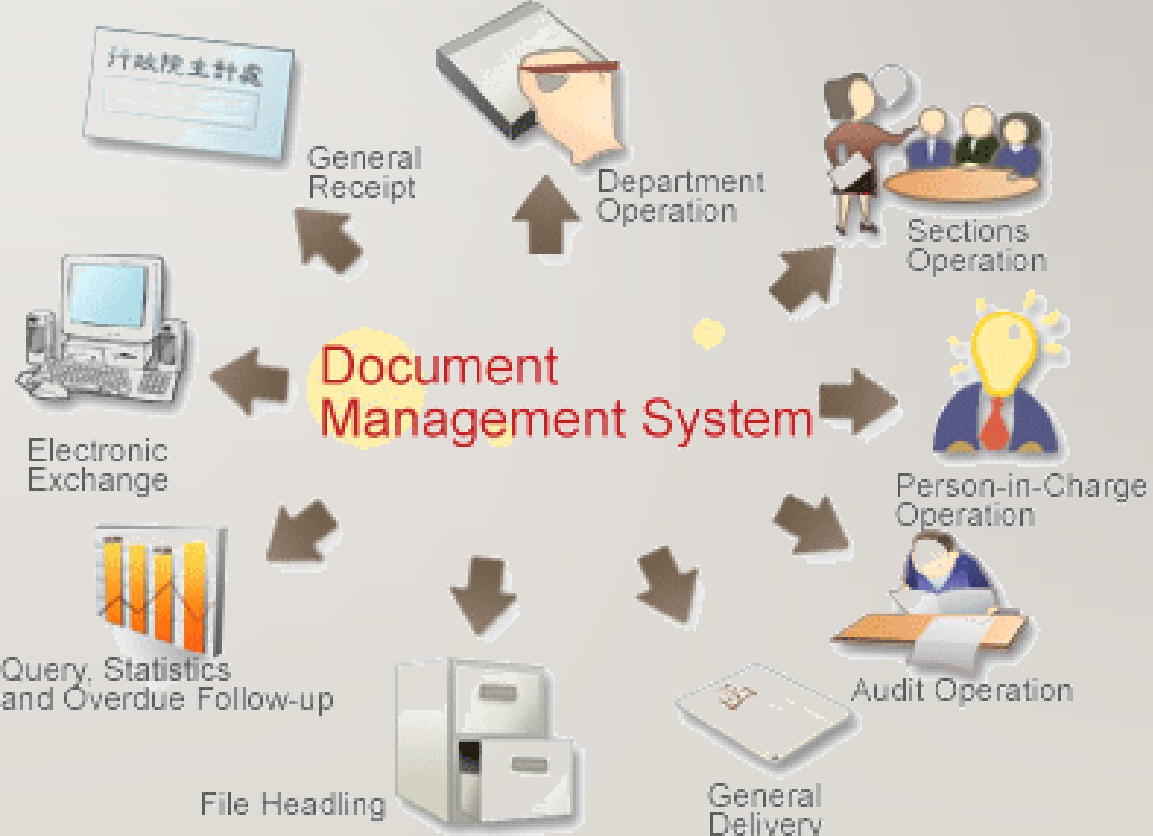 行政院主計處
General
Receipt
Department
Operation
Sections
Operation
Document
Management System
Electronic
Exchange
Person-in-Charge
Operation
Query, Statistics
and Overdue Follow-up
Audit Operation
File Headling
General
Delivery